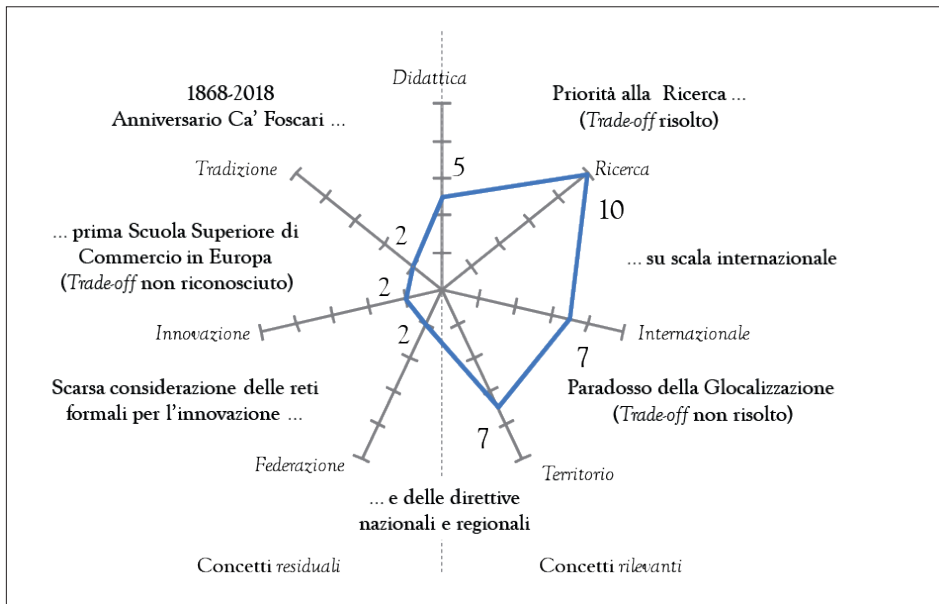 Didattica
1868-2018
Anniversario Ca' Foscari ...
Priorità alla Ricerca ...
(Trade-off risolto)
Tradizione
5
Ricerca
10
... prima Scuola Superiore di
Commercio in Europa
(Trade-off non riconosciuto)
2
... su scala internazionale
2
Innovazione
2
Internazionale
7
Scarsa considerazione delle reti
formali per l'innovazione ...
Paradosso della Glocalizzazione
(Trade-off non risolto)
7
Federazione
Territorio
... e delle direttive
nazionali e regionali
Concetti residuali
Concetti rilevanti